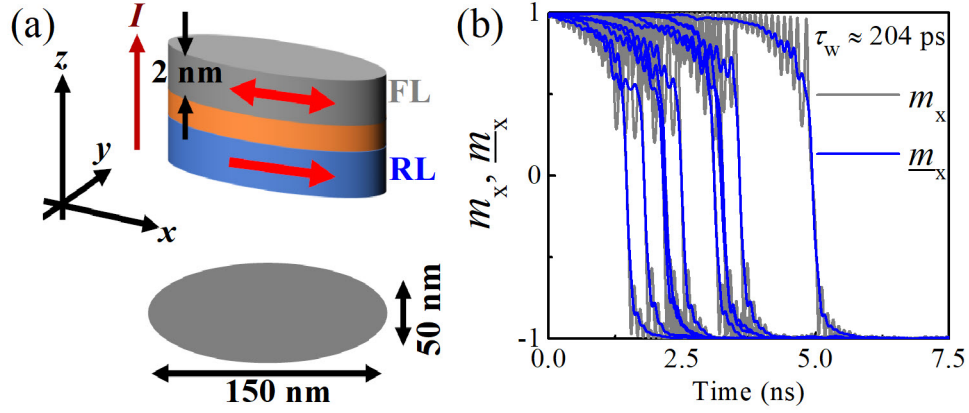 (a)
I
z
2 nm
FL
y
RL
x
50 nm
150 nm
(b)
1
τw ≈ 204 ps
mx
mx
mx, mx
0
-1
0.0 2.5 5.0 7.5
Time (ns)